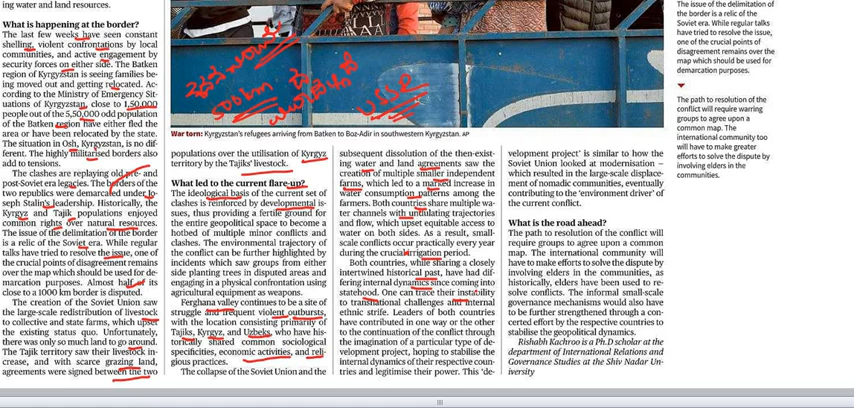 ing water and land resources.
What is happening at the border?
The last few weeks have seen constant
shelling, violent confrontations by local
communities, and active engagement by
security forces on either side. The Batken
region of Kyrgyzstan is seeing families be-
ing moved out and getting relocated. Ac-
cording to the Ministry of Emergency Sit-
uations of Kyrgyzstan, close to 1,50,000
people out of the 5,50,000 odd population
of the Batken region have either fled the
area or have been relocated by the state.
The situation in Osh, Kyrgyzstan, is no dif-
ferent. The highly militarised borders also
add to tensions.
The clashes are replaying old pre- and
post-Soviet era legacies. The borders of the
two republics were demarcated under Jo-
seph Stalin's leadership. Historically, the
Kyrgyz and Tajik populations enjoyed
common rights over natural resources.
The issue of the delimitation of the border
is a relic of the Soviet era. While regular
talks have tried to resolve the issue, one of
the crucial points of disagreement remains
over the map which should be used for de-
marcation purposes. Almost half of its
close to a 1000 km border is disputed.
The creation of the Soviet Union saw
the large-scale redistribution of livestock
to collective and state farms, which upset
the existing status quo. Unfortunately,
there was only so much land to go around.
The Tajik territory saw their livestock in-
crease, and with scarce grazing land,
agreements were signed between the two
500km
USSR
War torn: Kyrgyzstan's refugees arriving from Batken to Boz-Adir in southwestern Kyrgyzstan. AP
populations over the utilisation of Kyrgyz
territory by the Tajiks' livestock.
What led to the current flare-up?
The ideological basis of the current set of
clashes is reinforced by developmental is-
sues, thus providing a fertile ground for
the entire geopolitical space to become a
hotbed of multiple minor conflicts and
clashes. The environmental trajectory of
the conflict can be further highlighted by
incidents which saw groups from either
side planting trees in disputed areas and
engaging in a physical confrontation using
agricultural equipment as weapons.
Ferghana valley continues to be a site of
struggle and frequent violent outbursts,
with the location consisting primarily of
Tajiks, Kyrgyz, and Uzbeks, who have his-
torically shared common sociological
specificities, economic activities, and reli-
gious practices.
The collapse of the Soviet Union and the
subsequent dissolution of the then-exist-
ing water and land agreements saw the
creation of multiple smaller independent
farms, which led to a marked increase in
water consumption patterns among the
farmers. Both countries share multiple wa-
ter channels with undulating trajectories
and flow, which upset equitable access to
water on both sides. As a result, small-
scale conflicts occur practically every year
during the crucial irrigation period.
Both countries, while sharing a closely
intertwined historical past, have had dif-
fering internal dynamics since coming into
statehood. One can trace their instability
to transnational challenges and internal
ethnic strife. Leaders of both countries
have contributed in one way or the other
to the continuation of the conflict through
the imagination of a particular type of
development project, hoping to stabilise the
internal dynamics of their respective coun-
tries and legitimise their power. This 'de-
velopment project' is similar to how the
Soviet Union looked at modernisation –
which resulted in the large-scale displace-
ment of nomadic communities, eventually
contributing to the 'environment driver' of
the current conflict.
What is the road ahead?
The path to resolution of the conflict will
require groups to agree upon a common
map. The international community will
have to make efforts to solve the dispute by
involving elders in the communities, as
historically, elders have been used to re-
solve conflicts. The informal small-scale
governance mechanisms would also have
to be further strengthened through a con-
certed effort by the respective countries to
stabilise the geopolitical dynamics.
Rishabh Kachroo is a Ph.D scholar at the
department of International Relations and
Governance Studies at the Shiv Nadar Un-
iversity
The issue of the delimitation of
the border is a relic of the
Soviet era. While regular talks
have tried to resolve the issue,
one of the crucial points of
disagreement remains over the
map which should be used for
demarcation purposes.
The path to resolution of the
conflict will require warring
groups to agree upon a
common map. The
international community too
will have to make greater
efforts to solve the dispute by
involving elders in the
communities.